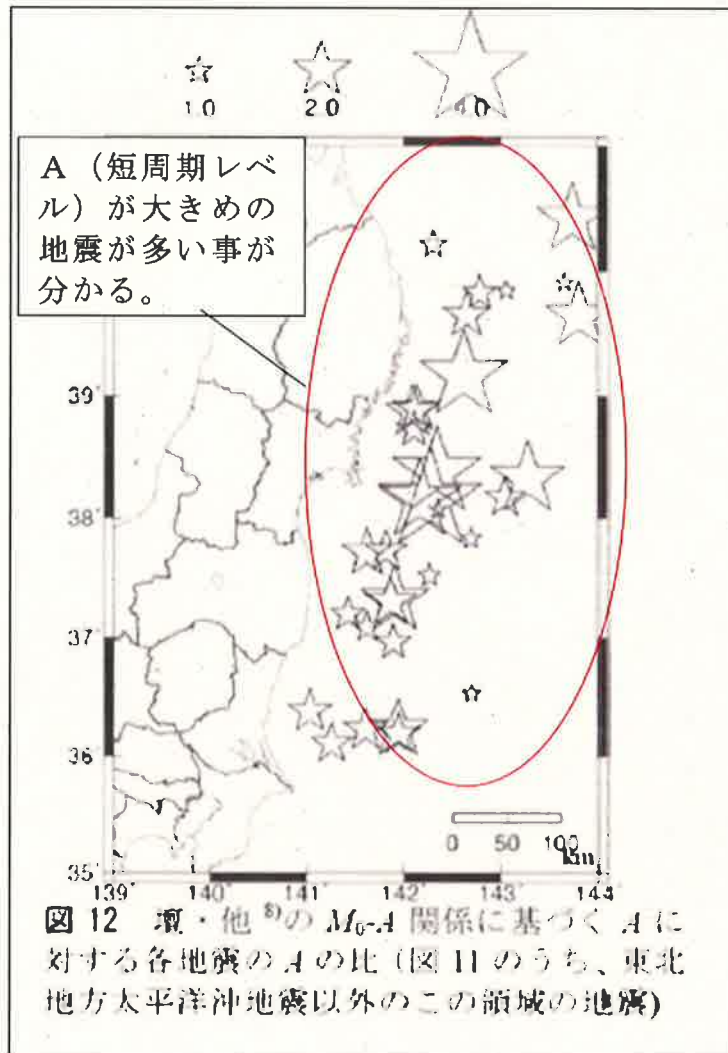 1.0 2.0 4.0
A（短周期レベ
ル）が大きめの
地震が多い事が
分かる。
39°
38°
37°
36°
35°
0 50 100
km
139° 140° 141° 142° 143° 144°
図 12 壇・他 8)の M0-A 関係に基づく A に
対する各地震の A の比 (図 11 のうち、東北
地方太平洋沖地震以外のこの領域の地震)